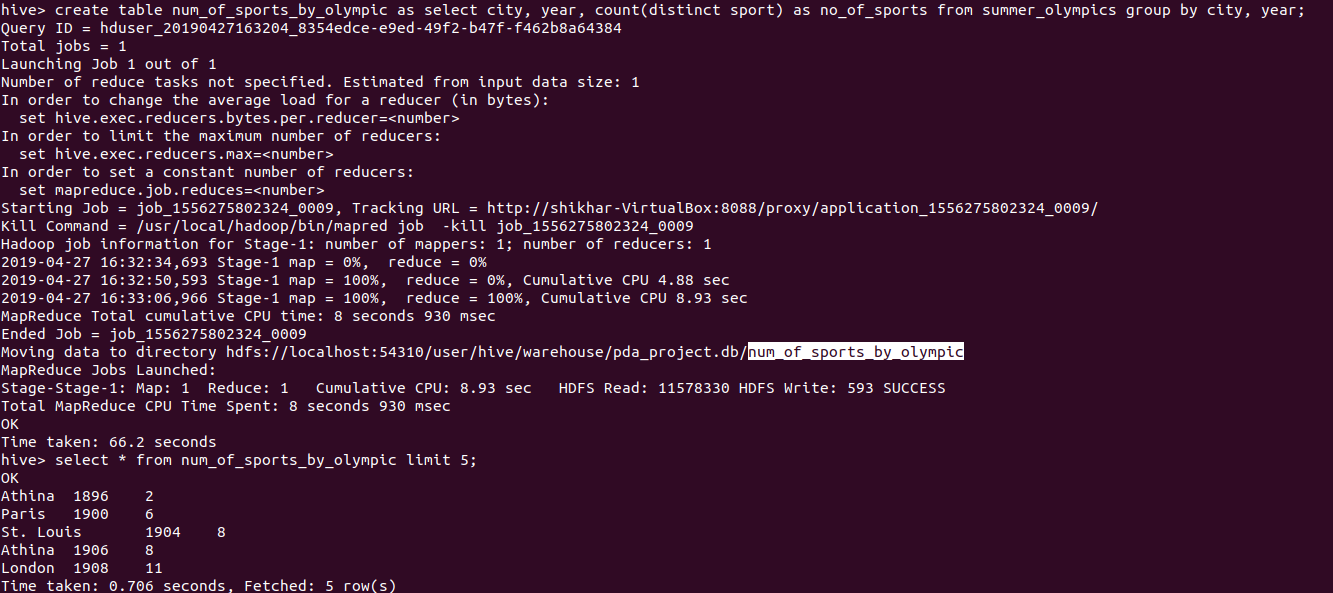 hive> create table num_of_sports_by_olympic as select city, year, count(distinct sport) as no_of_sports from summer_olympics group by city, year;
Query ID = hduser_20190427163204_8354edce-e9ed-49f2-b47f-f462b8a64384
Total jobs = 1
Launching Job 1 out of 1
Number of reduce tasks not specified. Estimated from input data size: 1
In order to change the average load for a reducer (in bytes):
  set hive.exec.reducers.bytes.per.reducer=<number>
In order to limit the maximum number of reducers:
  set hive.exec.reducers.max=<number>
In order to set a constant number of reducers:
  set mapreduce.job.reduces=<number>
Starting Job = job_1556275802324_0009, Tracking URL = http://shikhar-VirtualBox:8088/proxy/application_1556275802324_0009/
Kill Command = /usr/local/hadoop/bin/mapred job  -kill job_1556275802324_0009
Hadoop job information for Stage-1: number of mappers: 1; number of reducers: 1
2019-04-27 16:32:34,693 Stage-1 map = 0%,  reduce = 0%
2019-04-27 16:32:50,593 Stage-1 map = 100%,  reduce = 0%, Cumulative CPU 4.88 sec
2019-04-27 16:33:06,966 Stage-1 map = 100%,  reduce = 100%, Cumulative CPU 8.93 sec
MapReduce Total cumulative CPU time: 8 seconds 930 msec
Ended Job = job_1556275802324_0009
Moving data to directory hdfs://localhost:54310/user/hive/warehouse/pda_project.db/num_of_sports_by_olympic
MapReduce Jobs Launched:
Stage-Stage-1: Map: 1  Reduce: 1   Cumulative CPU: 8.93 sec   HDFS Read: 11578330 HDFS Write: 593 SUCCESS
Total MapReduce CPU Time Spent: 8 seconds 930 msec
OK
Time taken: 66.2 seconds
hive> select * from num_of_sports_by_olympic limit 5;
OK
Athina  1896    2
Paris   1900    6
St. Louis       1904    8
Athina  1906    8
London  1908    11
Time taken: 0.706 seconds, Fetched: 5 row(s)